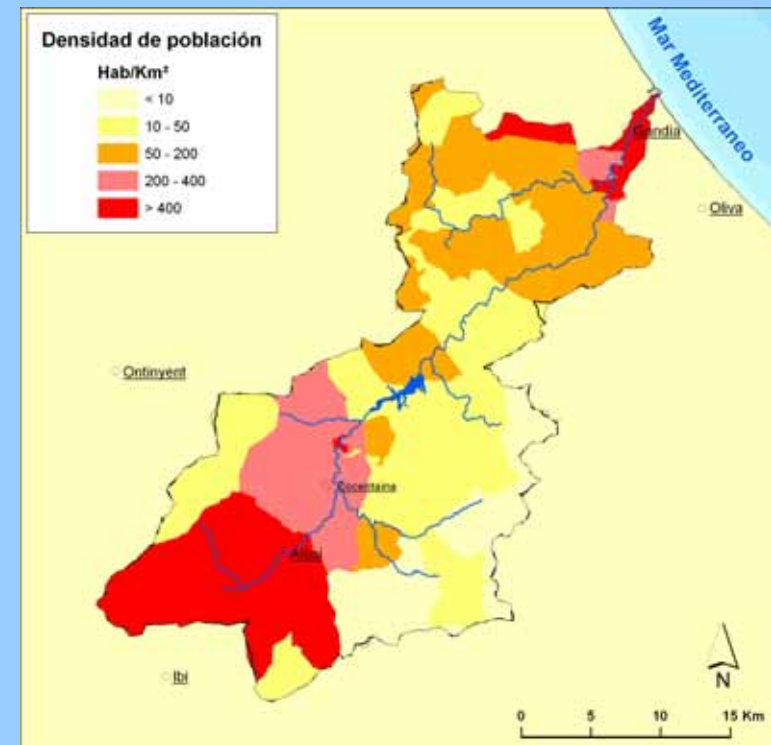 Densidad de población
Hab/Km²
< 10
10 - 50
50 - 200
200 - 400
> 400
Mar Mediterraneo
Gandia
Oliva
Ontinyent
Cocentaina
Alcoi
Ibi
N
0 5 10 15 Km